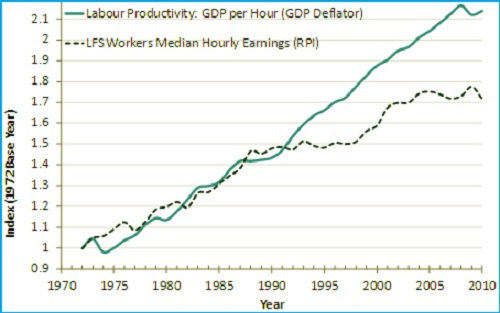 2.1
2
1.9
1.8
1.7
1.6
1.5
1.4
1.3
1.2
1.1
1
0.9
Index (1972 Base Year)
Labour Productivity: GDP per Hour (GDP Deflator)
LFS Workers Median Hourly Earnings (RPI)
1970 1975 1980 1985 1990 1995 2000 2005 2010
Year